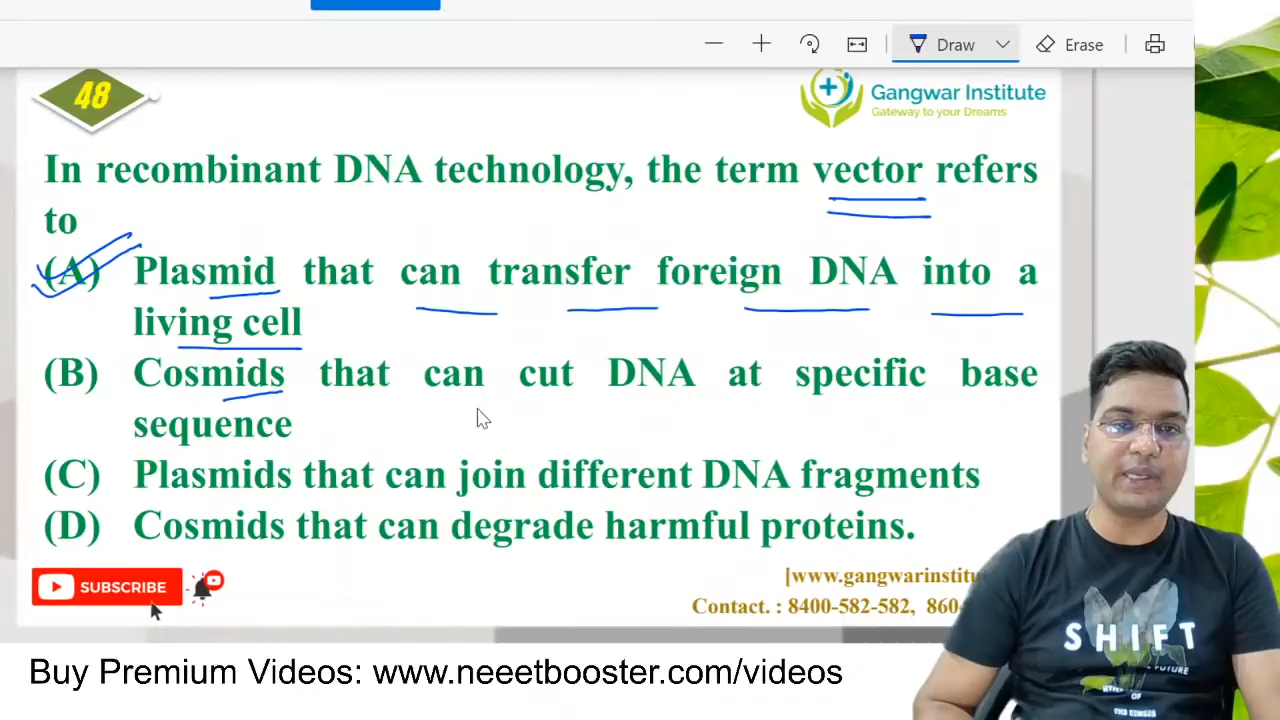 Draw
Erase
48
Gangwar Institute
Gateway to your Dreams
In recombinant DNA technology, the term vector refers
to
(A) Plasmid that can transfer foreign DNA into a
living cell
(B) Cosmids that can cut DNA at specific base
sequence
(C) Plasmids that can join different DNA fragments
(D) Cosmids that can degrade harmful proteins.
SUBSCRIBE
[www.gangwarinstitu
Contact. : 8400-582-582, 860
SHIFT
Buy Premium Videos: www.neeetbooster.com/videos